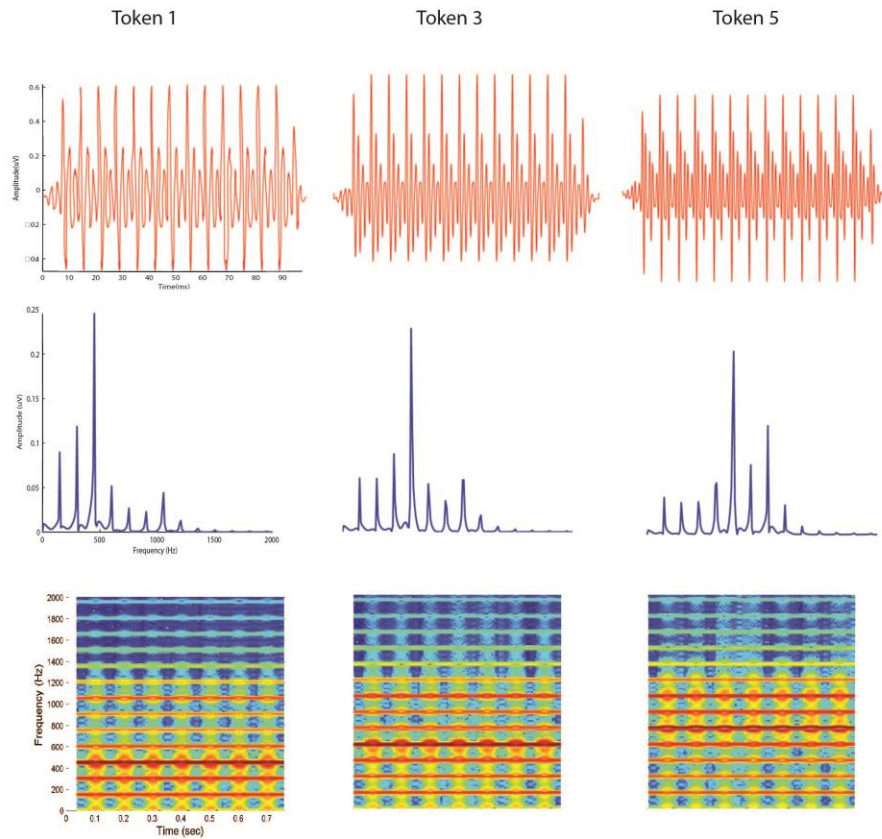 Token 1 Token 3 Token 5
Amplitude(uV)
0.6
0.4
0.2
0
□02
□04
0 10 20 30 40 50 60 70 80 90
Time(ms)
Amplitude (uV)
0.25
0.2
0.15
0.1
0.05
0
0 500 1000 1500 2000
Frequency (Hz)
Frequency (Hz)
2000
1800
1600
1400
1200
1000
800
600
400
200
0
0 0.1 0.2 0.3 0.4 0.5 0.6 0.7
Time (sec)